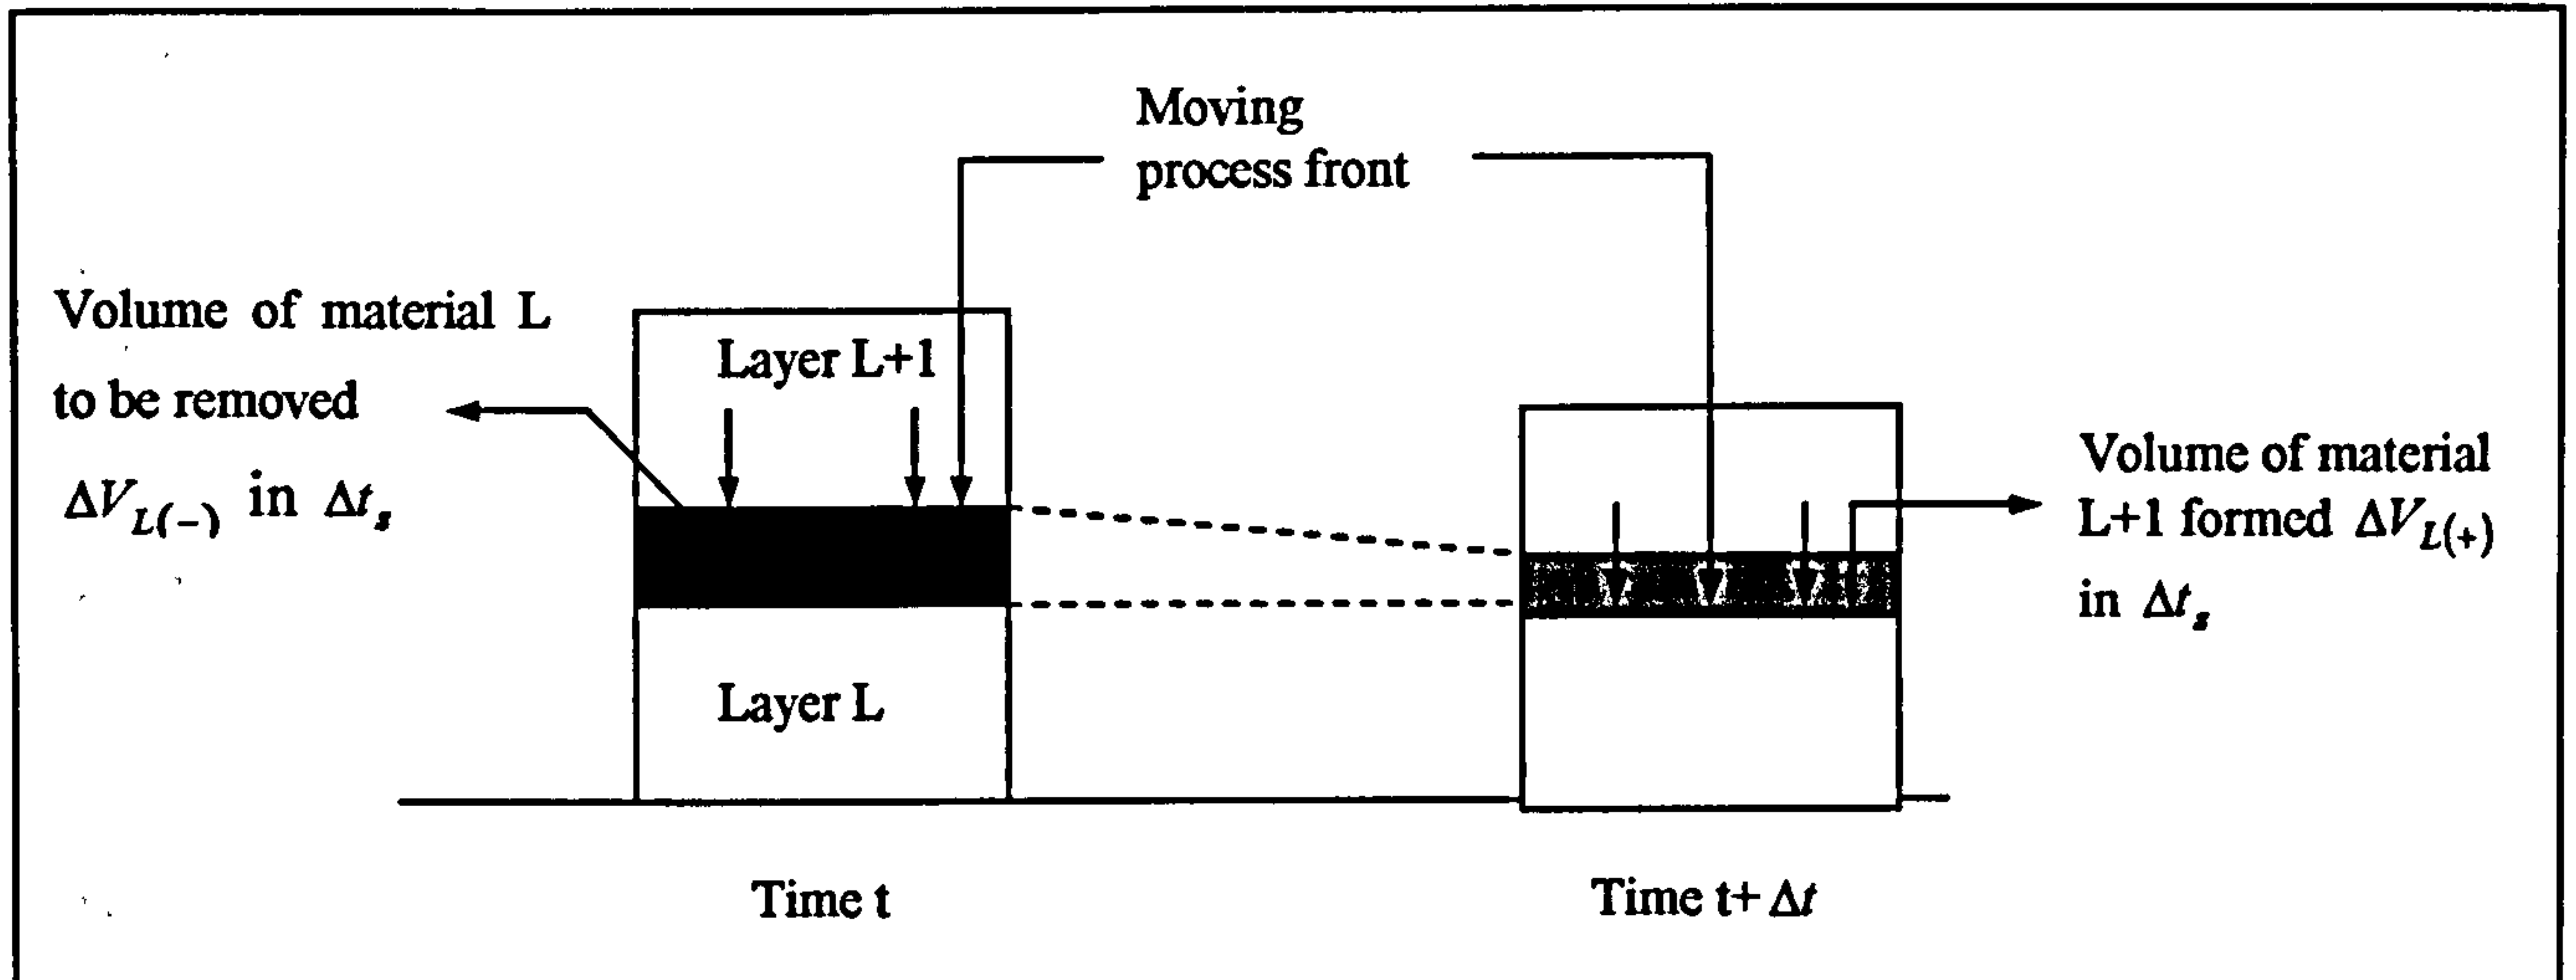 Moving
process front
Volume of material L
to be removed
ΔV_L(−) in Δt_s
Layer L+1
Layer L
Volume of material
L+1 formed ΔV_L(+)
in Δt_s
Time t
Time t+ Δt